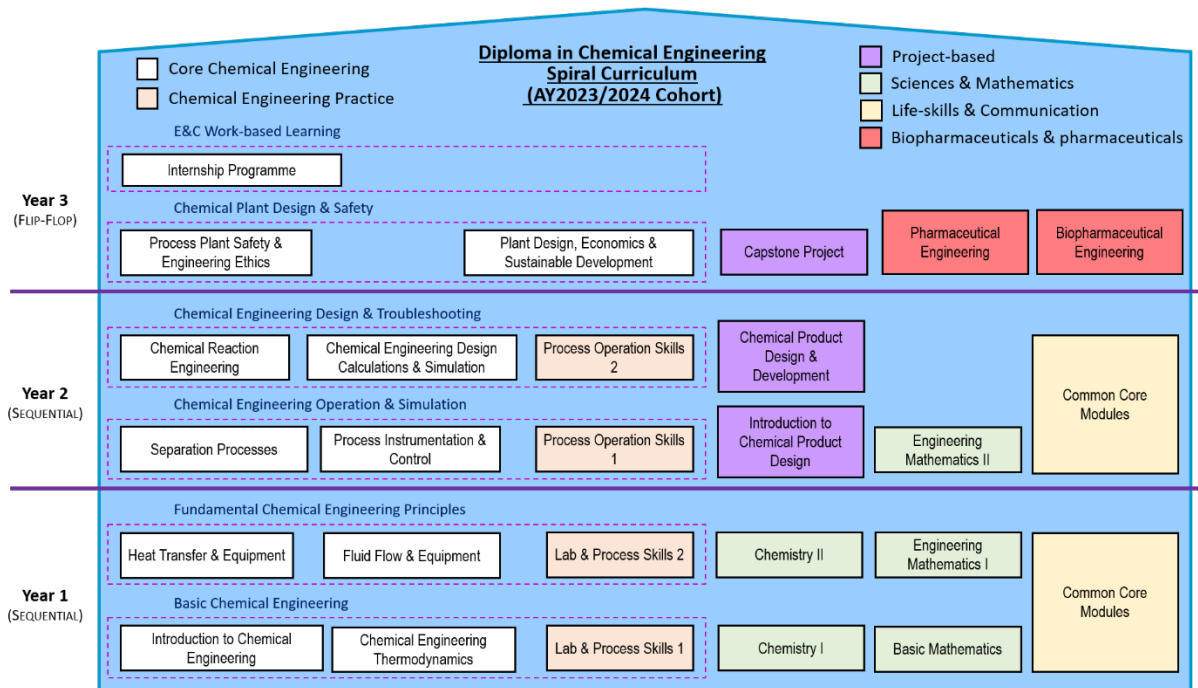 Diploma in Chemical Engineering
Spiral Curriculum
(AY2023/2024 Cohort)
Core Chemical Engineering
Chemical Engineering Practice
Project-based
Sciences & Mathematics
Life-skills & Communication
Biopharmaceuticals & pharmaceuticals
Year 3
(FLIP-FLOP)
E&C Work-based Learning
Internship Programme
Chemical Plant Design & Safety
Process Plant Safety &
Engineering Ethics
Plant Design, Economics &
Sustainable Development
Capstone Project
Pharmaceutical
Engineering
Biopharmaceutical
Engineering
Year 2
(SEQUENTIAL)
Chemical Engineering Design & Troubleshooting
Chemical Reaction
Engineering
Chemical Engineering Design
Calculations & Simulation
Process Operation Skills
2
Chemical Product
Design &
Development
Common Core
Modules
Chemical Engineering Operation & Simulation
Separation Processes
Process Instrumentation &
Control
Process Operation Skills
1
Introduction to
Chemical Product
Design
Engineering
Mathematics II
Year 1
(SEQUENTIAL)
Fundamental Chemical Engineering Principles
Heat Transfer & Equipment
Fluid Flow & Equipment
Lab & Process Skills 2
Chemistry II
Engineering
Mathematics I
Common Core
Modules
Basic Chemical Engineering
Introduction to Chemical
Engineering
Chemical Engineering
Thermodynamics
Lab & Process Skills 1
Chemistry I
Basic Mathematics